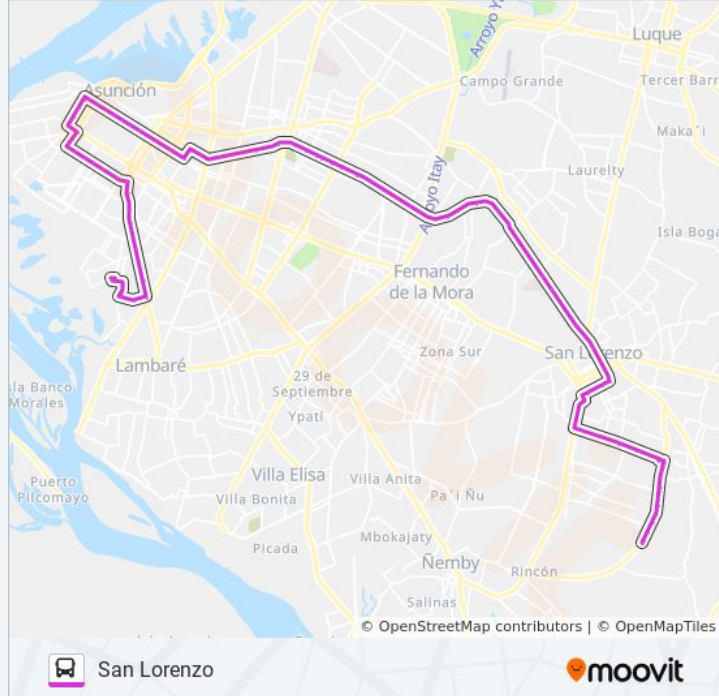 Luque
Arroyo Y
Asunción
Campo Grande
Tercer Barr
Maka´i
Arroyo Itay
Laurelty
Isla Boga
Fernando
de la Mora
San Lorenzo
Zona Sur
Lambaré
29 de
Septiembre
sla Banco
Morales
Ypatí
Villa Elisa
Villa Anita
Puerto
Pilcomayo
Villa Bonita
Pa´i Ñu
Mbokajaty
Picada
Ñemby
Rincón
Salinas
© OpenStreetMap contributors | © OpenMapTiles
San Lorenzo
moovit